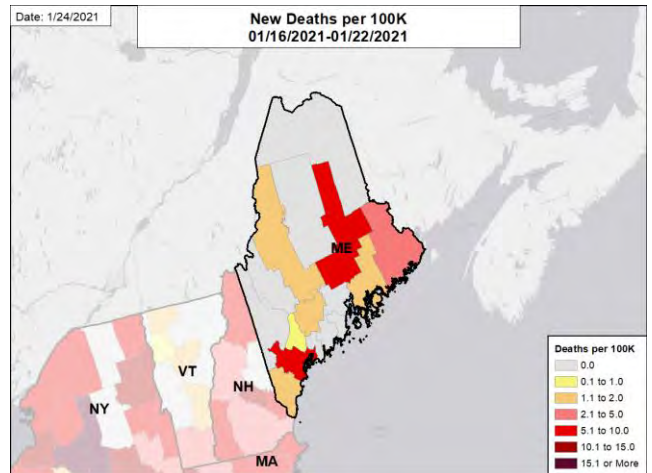 Date: 1/24/2021
New Deaths per 100K
01/16/2021-01/22/2021
ME
VT
NH
NY
MA
Deaths per 100K
0.0
0.1 to 1.0
1.1 to 2.0
2.1 to 5.0
5.1 to 10.0
10.1 to 15.0
15.1 or More